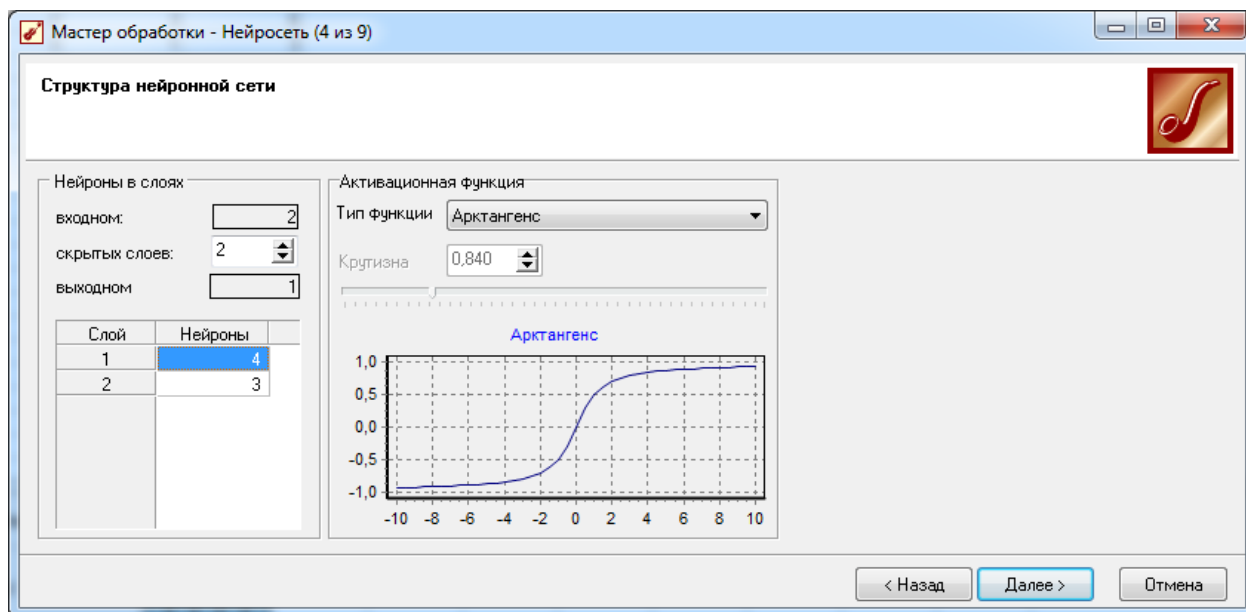 Мастер обработки - Нейросеть (4 из 9)
Структура нейронной сети
Нейроны в слоях
входном: 2
скрытых слоев: 2
выходном 1
Слой Нейроны
1 4
2 3
Активационная функция
Тип функции Арктангенс
Крутизна 0,840
Арктангенс
1,0
0,5
0,0
-0,5
-1,0
-10 -8 -6 -4 -2 0 2 4 6 8 10
< Назад Далее > Отмена